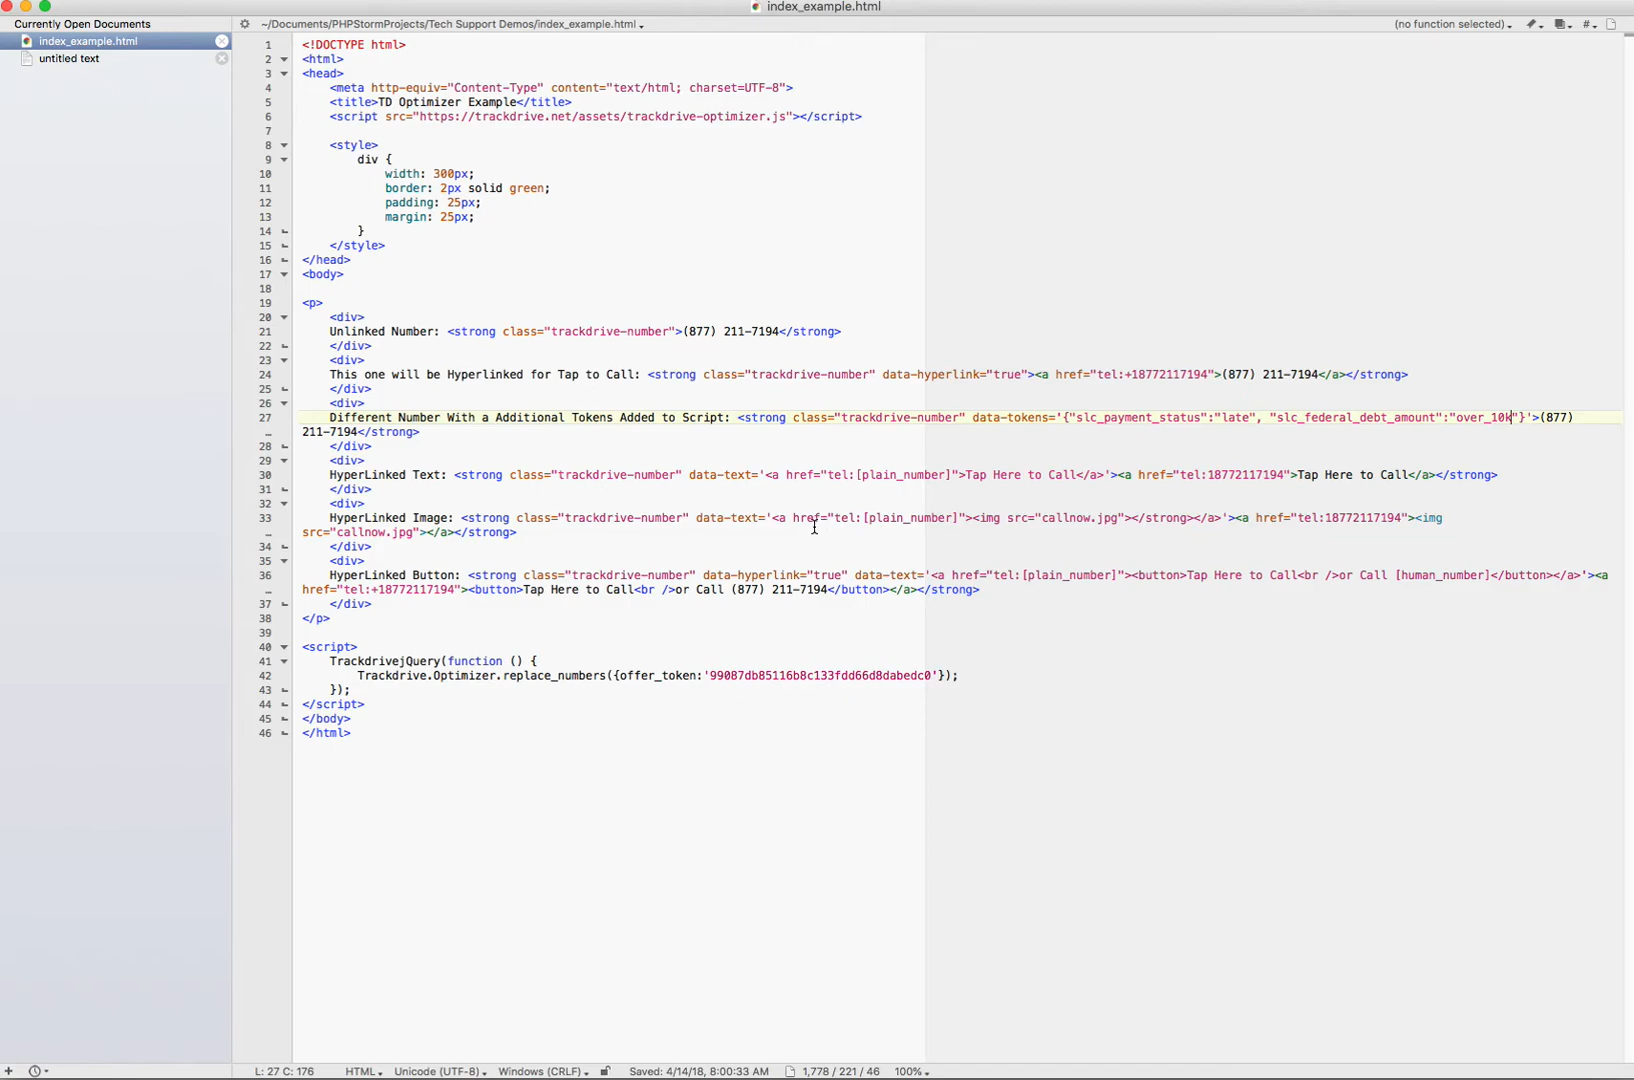 index_example.html
Currently Open Documents
~/Documents/PHPStormProjects/Tech Support Demos/index_example.html
(no function selected)
#
index_example.html
untitled text
1 <!DOCTYPE html>
2 <html>
3 <head>
4 <meta http-equiv="Content-Type" content="text/html; charset=UTF-8">
5 <title>TD Optimizer Example</title>
6 <script src="https://trackdrive.net/assets/trackdrive-optimizer.js"></script>
7
8 <style>
9 div {
10 width: 300px;
11 border: 2px solid green;
12 padding: 25px;
13 margin: 25px;
14 }
15 </style>
16 </head>
17 <body>
18
19 <p>
20 <div>
21 Unlinked Number: <strong class="trackdrive-number">(877) 211-7194</strong>
22 </div>
23 <div>
24 This one will be Hyperlinked for Tap to Call: <strong class="trackdrive-number" data-hyperlink="true"><a href="tel:+18772117194">(877) 211-7194</a></strong>
25 </div>
26 <div>
27 Different Number With a Additional Tokens Added to Script: <strong class="trackdrive-number" data-tokens='{"slc_payment_status":"late", "slc_federal_debt_amount":"over_10k"}'>(877)
211-7194</strong>
28 </div>
29 <div>
30 HyperLinked Text: <strong class="trackdrive-number" data-text='<a href="tel:[plain_number]">Tap Here to Call</a>'><a href="tel:18772117194">Tap Here to Call</a></strong>
31 </div>
32 <div>
33 HyperLinked Image: <strong class="trackdrive-number" data-text='<a href="tel:[plain_number]"><img src="callnow.jpg"></strong></a>'><a href="tel:18772117194"><img
src="callnow.jpg"></a></strong>
34 </div>
35 <div>
36 HyperLinked Button: <strong class="trackdrive-number" data-hyperlink="true" data-text='<a href="tel:[plain_number]"><button>Tap Here to Call<br />or Call [human_number]</button></a>'><a
href="tel:+18772117194"><button>Tap Here to Call<br />or Call (877) 211-7194</button></a></strong>
37 </div>
38 </p>
39
40 <script>
41 TrackdrivejQuery(function () {
42 Trackdrive.Optimizer.replace_numbers({offer_token:'99087db85116b8c133fdd66d8dabedc0'});
43 });
44 </script>
45 </body>
46 </html>
L: 27 C: 176
HTML
Unicode (UTF-8)
Windows (CRLF)
Saved: 4/14/18, 8:00:33 AM
1,778 / 221 / 46
100%